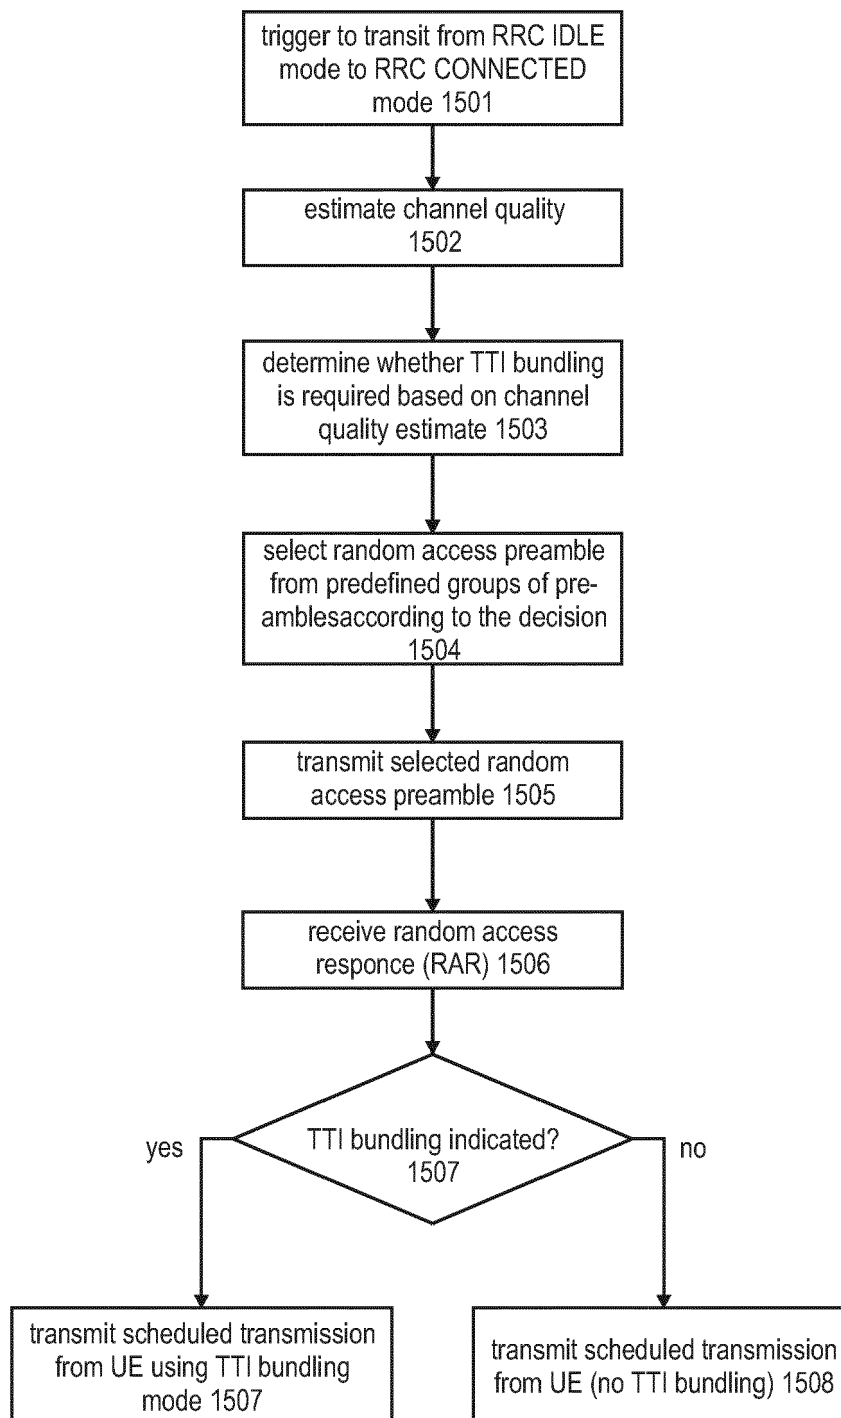 trigger to transit from RRC IDLE
mode to RRC CONNECTED
mode 1501
estimate channel quality
1502
determine whether TTI bundling
is required based on channel
quality estimate 1503
select random access preamble
from predefined groups of pre-
amblesaccording to the decision
1504
transmit selected random
access preamble 1505
receive random access
responce (RAR) 1506
yes
TTI bundling indicated?
1507
no
transmit scheduled transmission
from UE using TTI bundling
mode 1507
transmit scheduled transmission
from UE (no TTI bundling) 1508